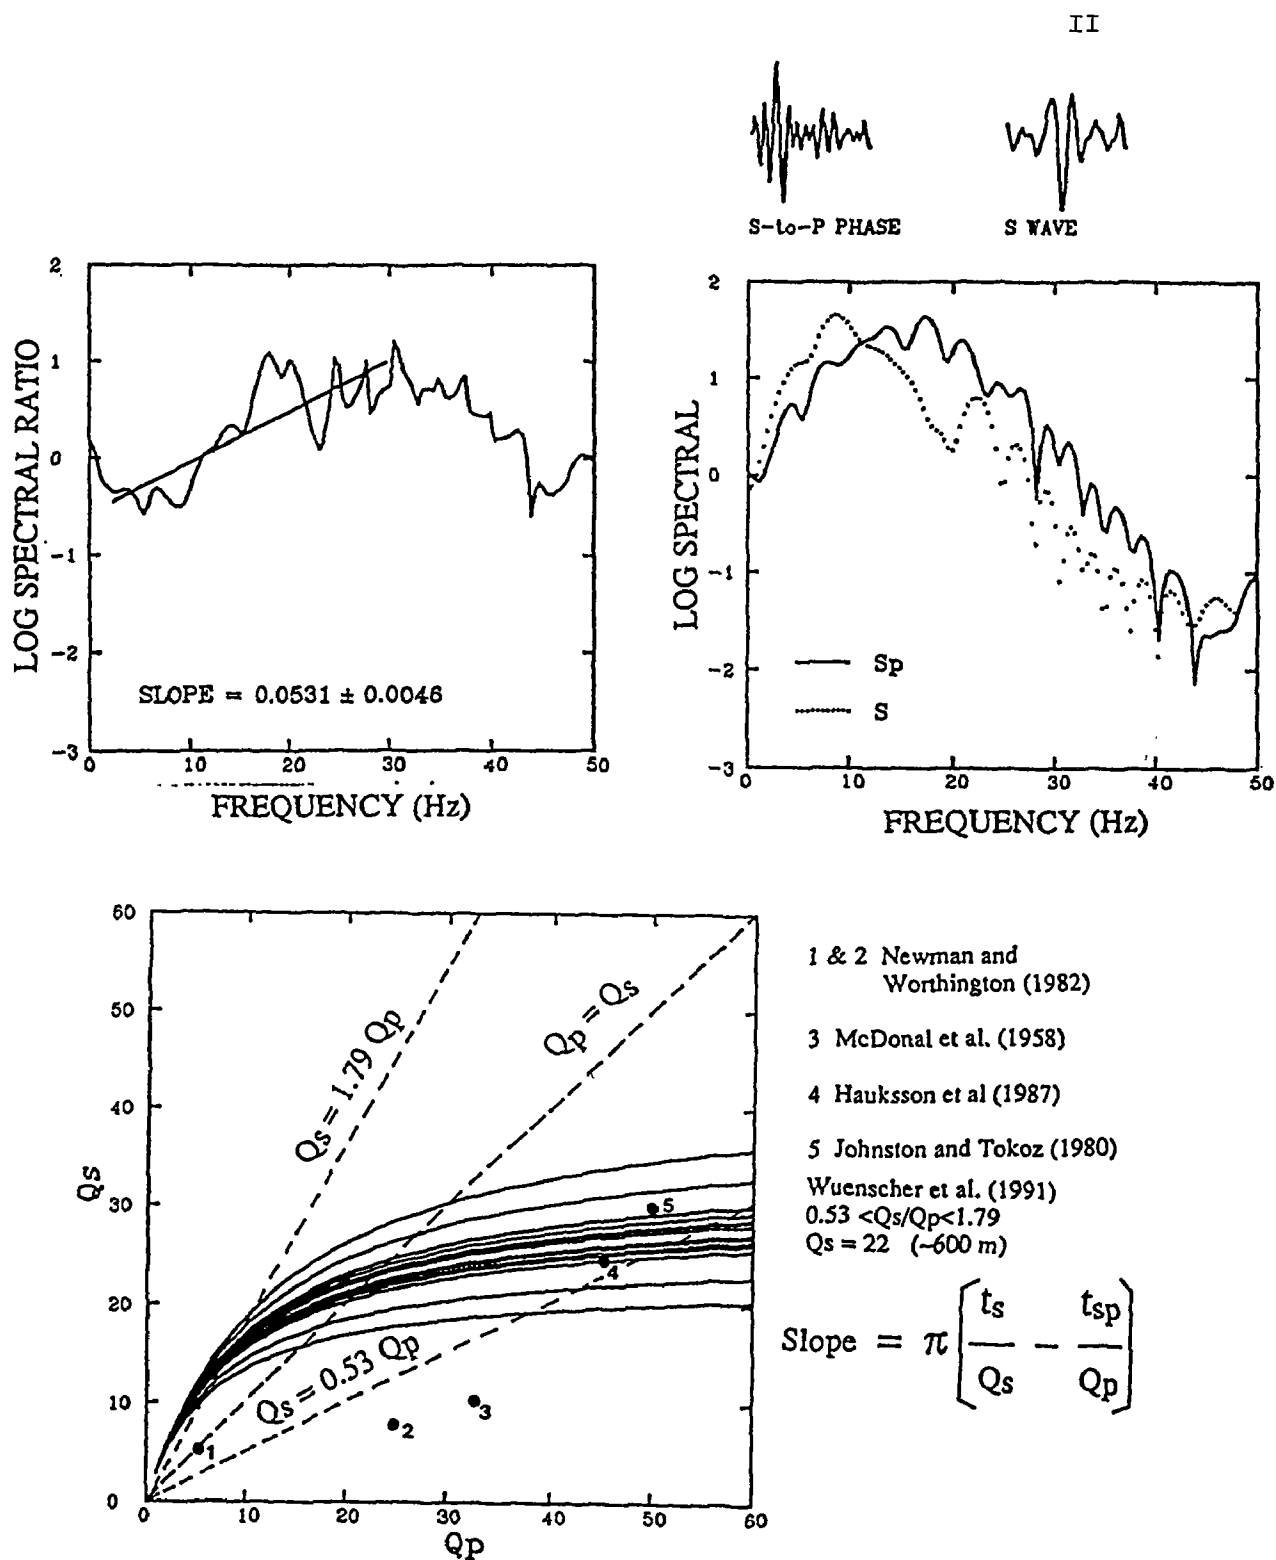 II
S-to-P PHASE
S WAVE
2
1
0
-1
-2
-3
LOG SPECTRAL RATIO
SLOPE = 0.0531 ± 0.0046
0 10 20 30 40 50
FREQUENCY (Hz)
2
1
0
-1
-2
-3
LOG SPECTRAL
Sp
S
0 10 20 30 40 50
FREQUENCY (Hz)
60
50
40
30
20
10
0
Qs
Qs = 1.79 Qp
Qp = Qs
Qs = 0.53 Qp
1
2
3
4
5
0 10 20 30 40 50 60
Qp
1 & 2 Newman and
Worthington (1982)
3 McDonal et al. (1958)
4 Hauksson et al (1987)
5 Johnston and Tokoz (1980)
Wuenscher et al. (1991)
0.53 <Qs/Qp<1.79
Qs = 22 (~600 m)
Slope = π [ ts / Qs - tsp / Qp ]